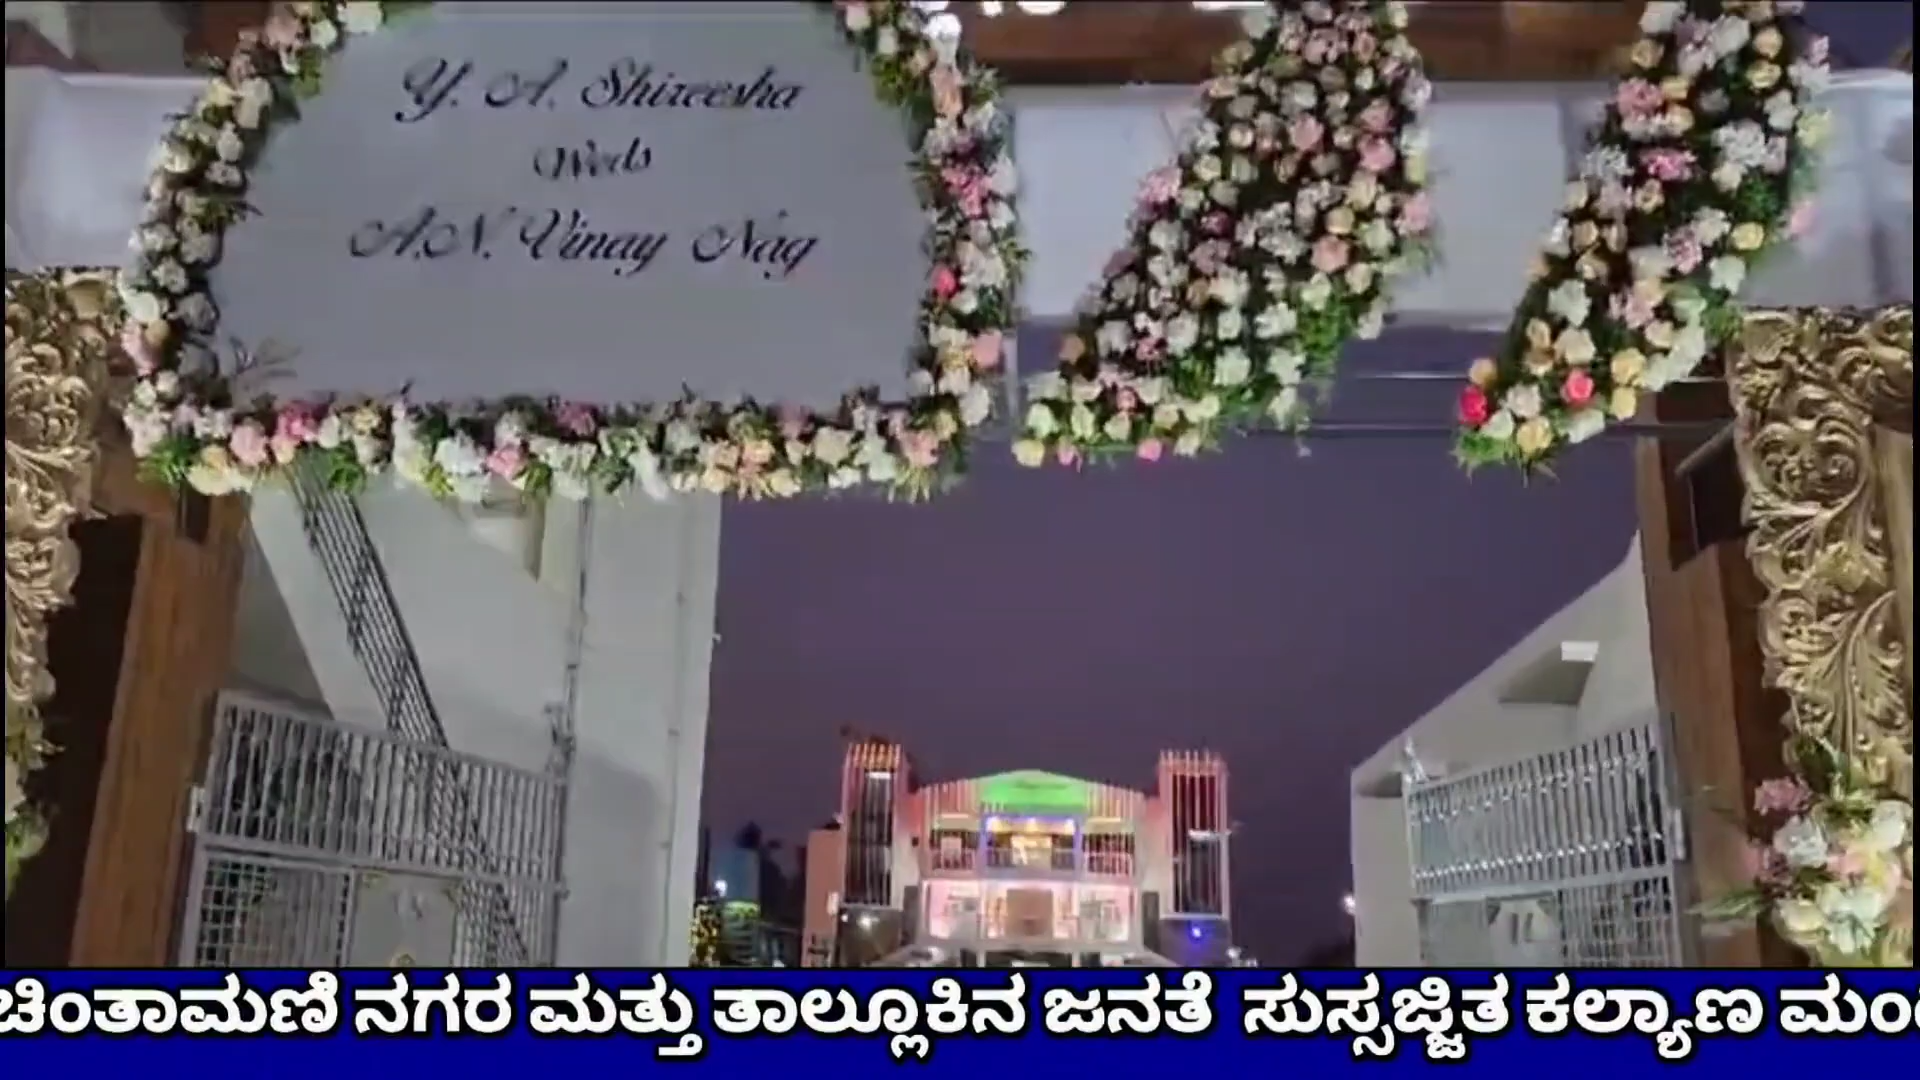 Y. A. Shireesha
Weds
A.N. Vinay Nag
ಚಿಂತಾಮಣಿ ನಗರ ಮತ್ತು ತಾಲ್ಲೂಕಿನ ಜನತೆ ಸುಸ್ಸಜ್ಜಿತ ಕಲ್ಯಾಣ